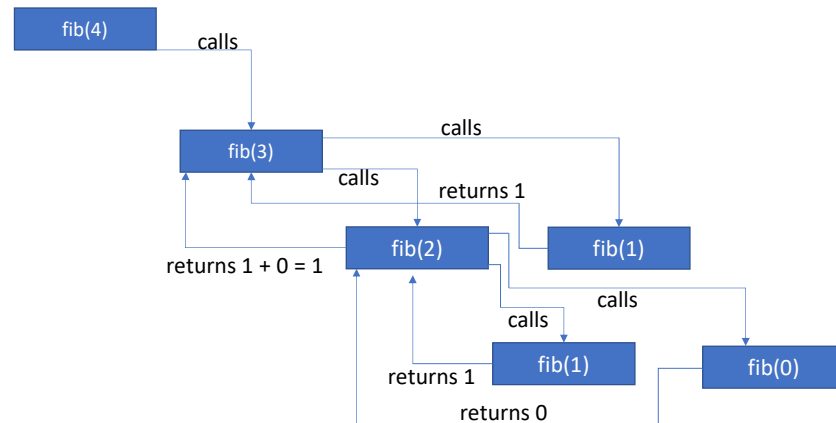 fib(4)
calls
calls
fib(3)
calls
returns 1
fib(2)
fib(1)
returns 1 + 0 = 1
calls
calls
fib(1)
fib(0)
returns 1
returns 0